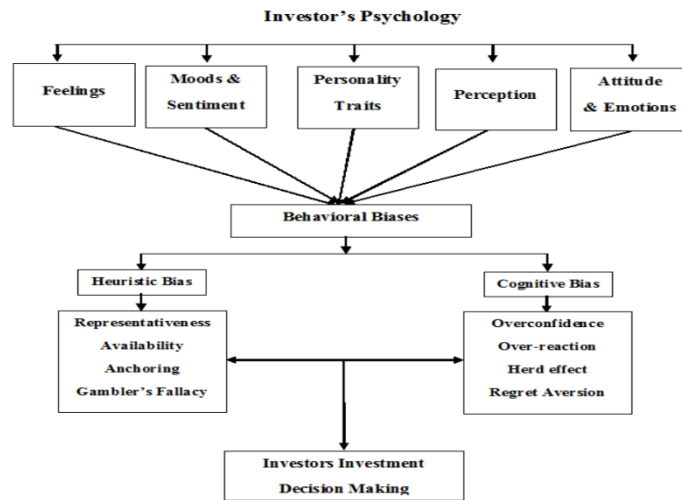 Investor's Psychology
Feelings
Moods &
Sentiment
Personality
Traits
Perception
Attitude
& Emotions
Behavioral Biases
Heuristic Bias
Cognitive Bias
Representativeness
Availability
Anchoring
Gambler's Fallacy
Overconfidence
Over-reaction
Herd effect
Regret Aversion
Investors Investment
Decision Making